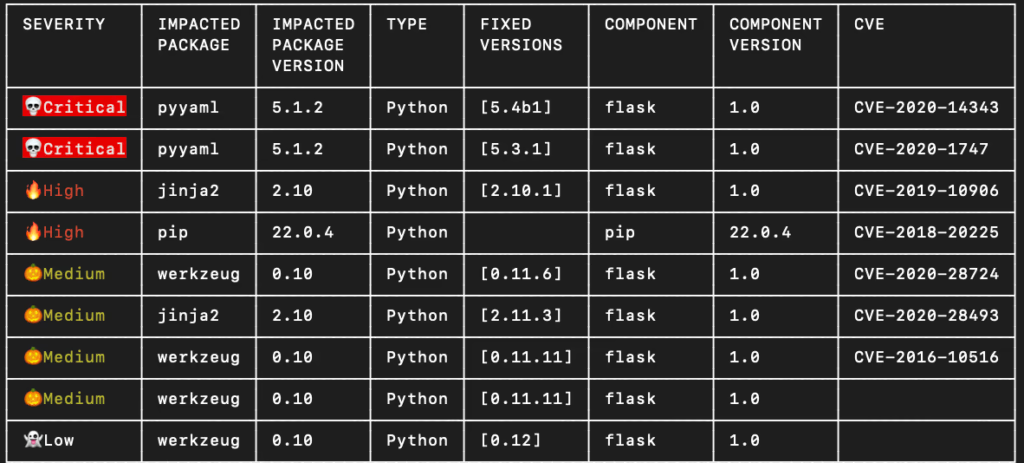 SEVERITY IMPACTED PACKAGE IMPACTED PACKAGE VERSION TYPE FIXED VERSIONS COMPONENT COMPONENT VERSION CVE
💀Critical pyyaml 5.1.2 Python [5.4b1] flask 1.0 CVE-2020-14343
💀Critical pyyaml 5.1.2 Python [5.3.1] flask 1.0 CVE-2020-1747
🔥High jinja2 2.10 Python [2.10.1] flask 1.0 CVE-2019-10906
🔥High pip 22.0.4 Python pip 22.0.4 CVE-2018-20225
🎃Medium werkzeug 0.10 Python [0.11.6] flask 1.0 CVE-2020-28724
🎃Medium jinja2 2.10 Python [2.11.3] flask 1.0 CVE-2020-28493
🎃Medium werkzeug 0.10 Python [0.11.11] flask 1.0 CVE-2016-10516
🎃Medium werkzeug 0.10 Python [0.11.11] flask 1.0
👻Low werkzeug 0.10 Python [0.12] flask 1.0